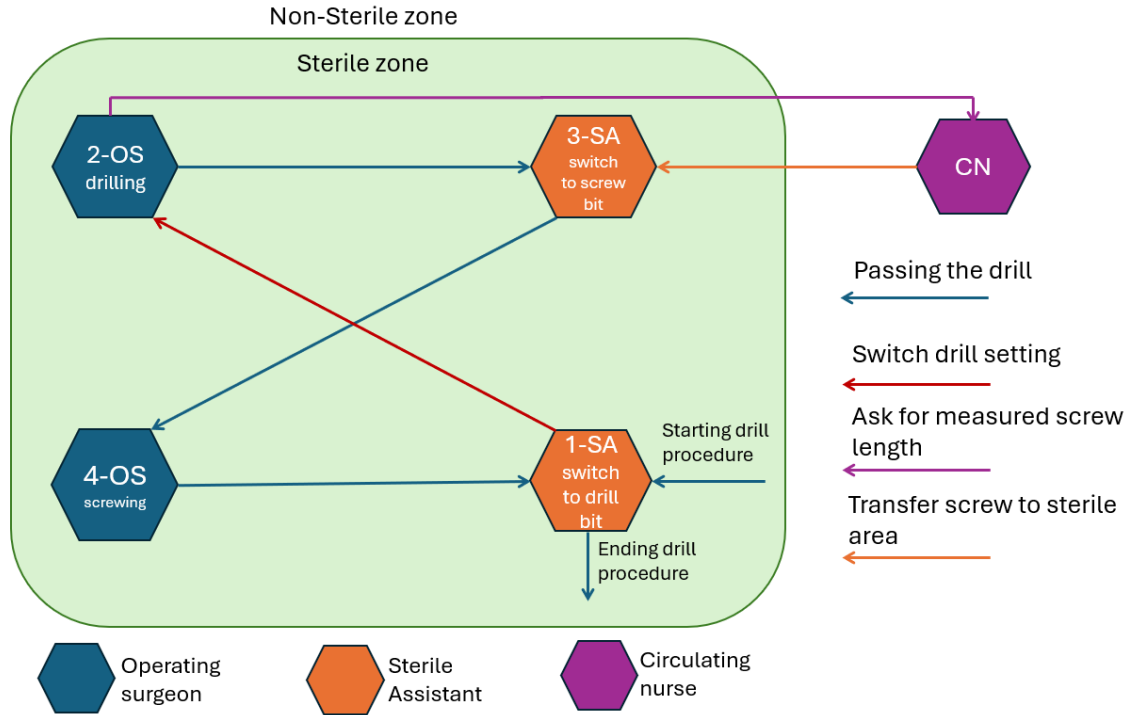 Non-Sterile zone
Sterile zone
2-OS
drilling
3-SA
switch
to screw
bit
CN
Passing the drill
Switch drill setting
Ask for measured screw
length
Transfer screw to sterile
area
4-OS
screwing
1-SA
switch
to drill
bit
Starting drill
procedure
Ending drill
procedure
Operating
surgeon
Sterile
Assistant
Circulating
nurse